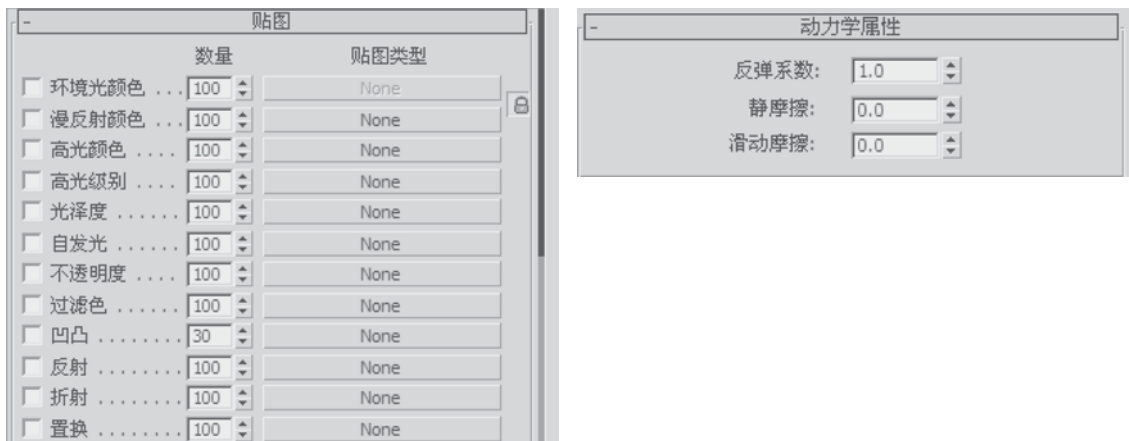 - 贴图
数量 贴图类型
环境光颜色 ... 100 None
漫反射颜色 ... 100 None
高光颜色 .... 100 None
高光级别 .... 100 None
光泽度 ...... 100 None
自发光 ...... 100 None
不透明度 .... 100 None
过滤色 ...... 100 None
凹凸 ........ 30 None
反射 ........ 100 None
折射 ........ 100 None
置换 ........ 100 None
- 动力学属性
反弹系数: 1.0
静摩擦: 0.0
滑动摩擦: 0.0